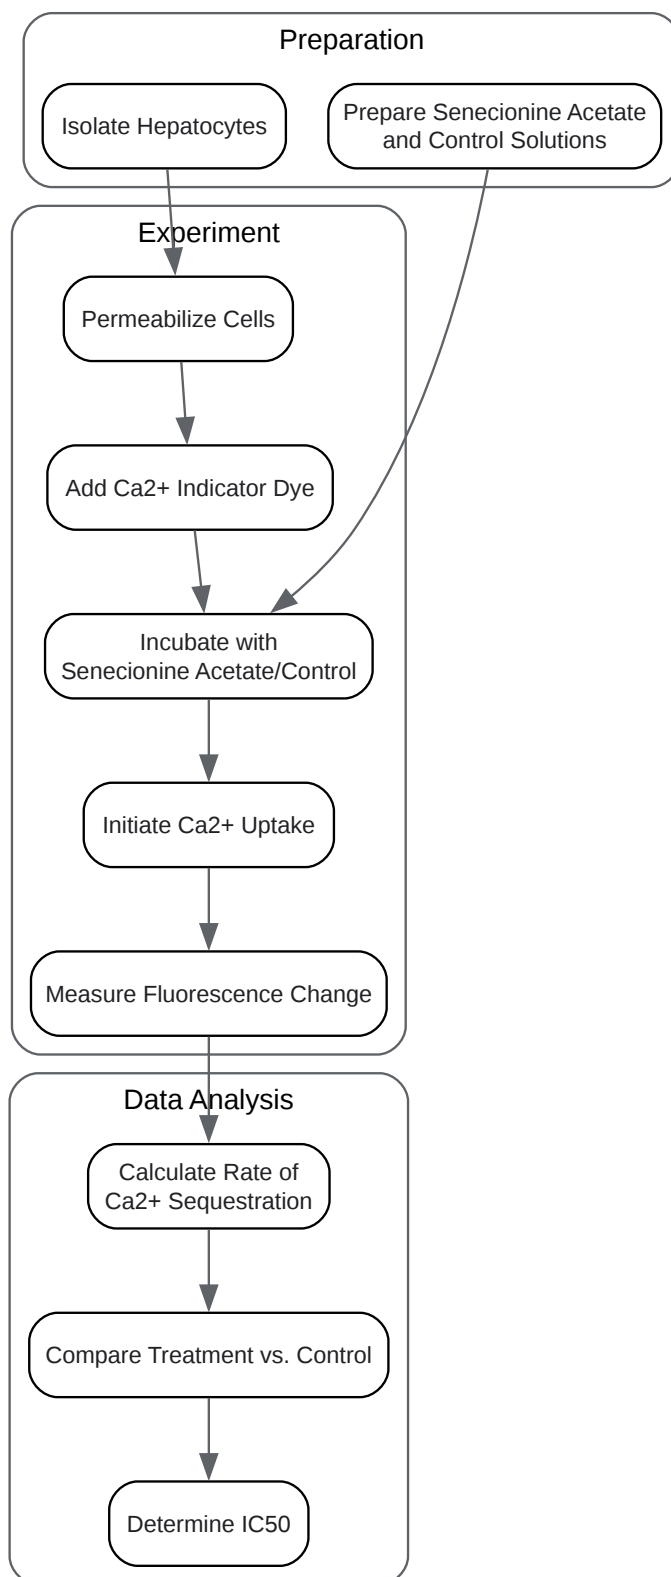 Preparation
Isolate Hepatocytes
Prepare Senecionine Acetate
and Control Solutions
Experiment
Permeabilize Cells
Add Ca2+ Indicator Dye
Incubate with
Senecionine Acetate/Control
Initiate Ca2+ Uptake
Measure Fluorescence Change
Data Analysis
Calculate Rate of
Ca2+ Sequestration
Compare Treatment vs. Control
Determine IC50